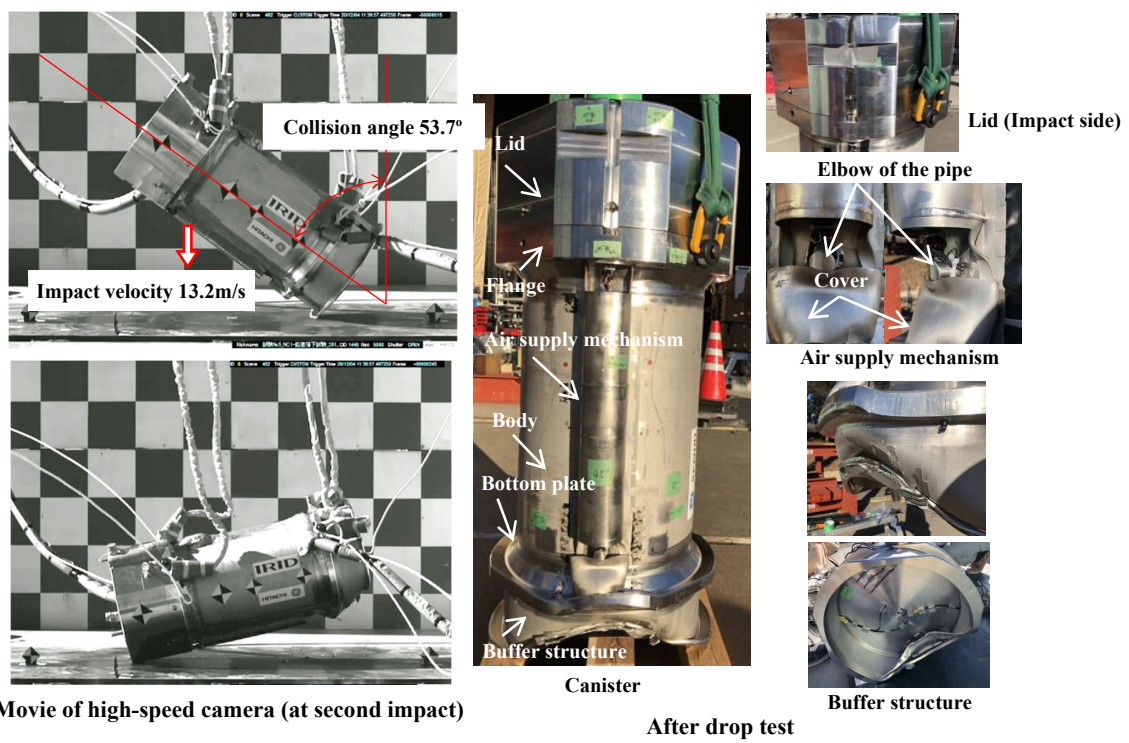 Collision angle 53.7º
IRID
HITACHI
Impact velocity 13.2m/s
IRID
HITACHI
Movie of high-speed camera (at second impact)
Lid
Flange
Air supply mechanism
Body
Bottom plate
Buffer structure
Canister
Lid (Impact side)
Elbow of the pipe
Cover
Air supply mechanism
Buffer structure
After drop test